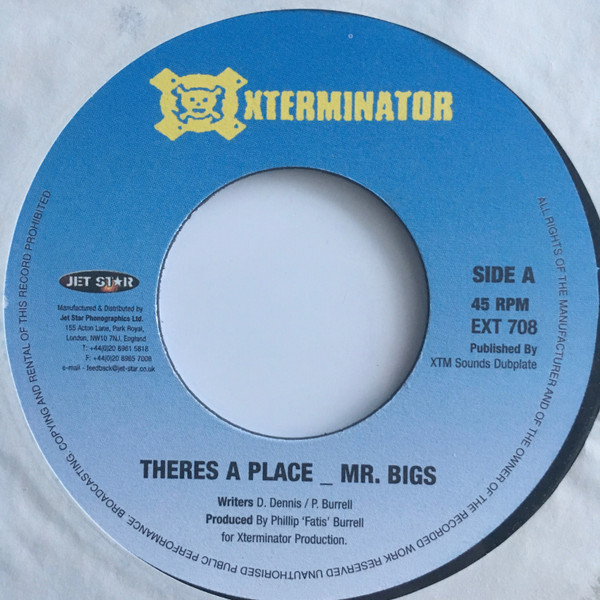 XTERMINATOR
JET STAR
Manufactured & Distributed by
Jet Star Phonographics Ltd.
155 Acton Lane, Park Royal,
London, NW10 7NJ, England
T: +44(0)20 8961 5818
F: +44(0)20 8965 7008
e-mail - feedback@jet-star.co.uk
SIDE A
45 RPM
EXT 708
Published By
XTM Sounds Dubplate
THERES A PLACE _ MR. BIGS
Writers D. Dennis / P. Burrell
Produced By Phillip 'Fatis' Burrell
for Xterminator Production.
ALL RIGHTS OF THE MANUFACTURER AND OF THE OWNER OF THE RECORDED WORK RESERVED UNAUTHORISED PUBLIC PERFORMANCE. BROADCASTING. COPYING AND RENTAL OF THIS RECORD PROHIBITED